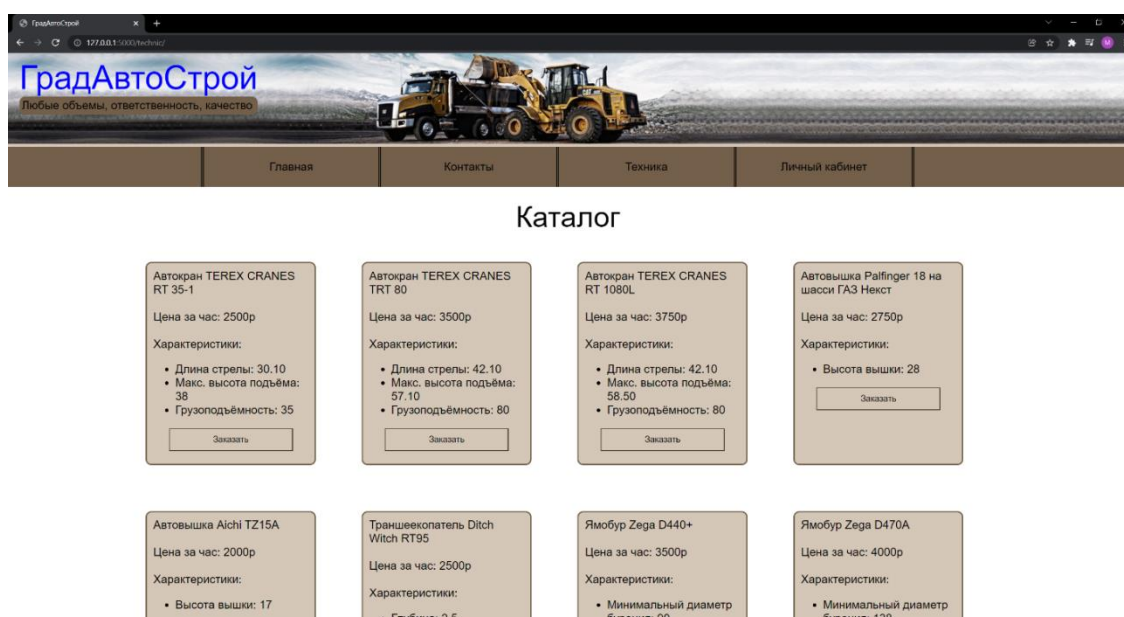 ГрадАвтоСтрой
127.0.0.1:5000/technic/
ГрадАвтоСтрой
Любые объемы, ответственность, качество
CAT
Главная
Контакты
Техника
Личный кабинет
Каталог
Автокран TEREX CRANES
RT 35-1
Цена за час: 2500р
Характеристики:
• Длина стрелы: 30.10
• Макс. высота подъёма:
38
• Грузоподъёмность: 35
Заказать
Автокран TEREX CRANES
TRT 80
Цена за час: 3500р
Характеристики:
• Длина стрелы: 42.10
• Макс. высота подъёма:
57.10
• Грузоподъёмность: 80
Заказать
Автокран TEREX CRANES
RT 1080L
Цена за час: 3750р
Характеристики:
• Длина стрелы: 42.10
• Макс. высота подъёма:
58.50
• Грузоподъёмность: 80
Заказать
Автовышка Palfinger 18 на
шасси ГАЗ Некст
Цена за час: 2750р
Характеристики:
• Высота вышки: 28
Заказать
Автовышка Aichi TZ15A
Цена за час: 2000р
Характеристики:
• Высота вышки: 17
Траншеекопатель Ditch
Witch RT95
Цена за час: 2500р
Характеристики:
Ямобур Zega D440+
Цена за час: 3500р
Характеристики:
• Минимальный диаметр
Ямобур Zega D470A
Цена за час: 4000р
Характеристики:
• Минимальный диаметр